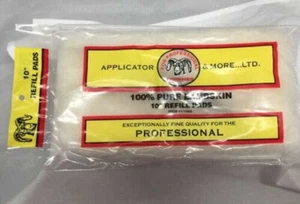 10"
REFILL PADS
APPLICATOR & MORE...LTD.
100% PURE LAMBSKIN
10" REFILL PADS
EXCEPTIONALLY FINE QUALITY FOR THE
PROFESSIONAL